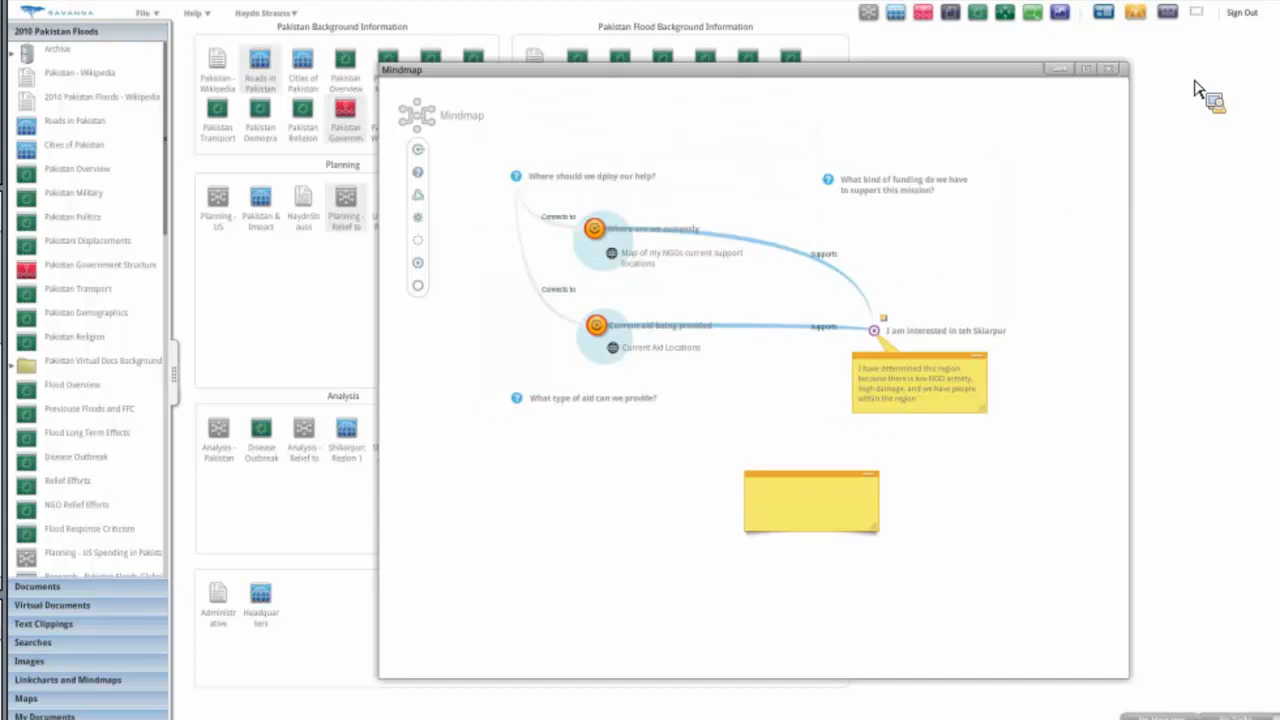 SAVANNA
File
Help
Haydn Strauss
Sign Out
2010 Pakistan Floods
Archive
Pakistan - Wikipedia
2010 Pakistan Floods - Wikipedia
Roads in Pakistan
Cities of Pakistan
Pakistan Overview
Pakistan Military
Pakistan Politics
Pakistani Displacements
Pakistan Government Structure
Pakistan Transport
Pakistan Demographics
Pakistan Religion
Pakistan Virtual Docs Background
Flood Overview
Previouse Floods and FFC
Flood Long Term Effects
Disease Outbreak
Relief Efforts
NGO Relief Efforts
Flood Response Criticism
Planning - US Spending in Pakista
Documents
Virtual Documents
Text Clippings
Searches
Images
Linkcharts and Mindmaps
Maps
My Documents
Pakistan Background Information
Pakistan Flood Background Information
Pakistan -
Wikipedia
Roads in
Pakistan
Cities of
Pakistan
Pakistan
Overview
Pakistan
Transport
Pakistan
Demogra
Pakistan
Religion
Pakistan
Governm
Planning
Planning -
US
Pakistan &
Impact
HaydnStr
auss
Planning -
Relief to
Analysis
Analysis -
Pakistan
Disease
Outbreak
Analysis -
Relief to
Shikarpur:
Region 1
Administr
ative
Headquar
ters
Mindmap
Mindmap
Where should we dploy our help?
What kind of funding do we have
to support this mission?
Connects to
Where are we currently
Map of my NGOs current support
locations
Supports
Connects to
Current aid being provided
Supports
Current Aid Locations
I am interested in teh Skiarpur
I have determined this region
because there is low NGO activity,
high damage, and we have people
within the region
What type of aid can we provide?